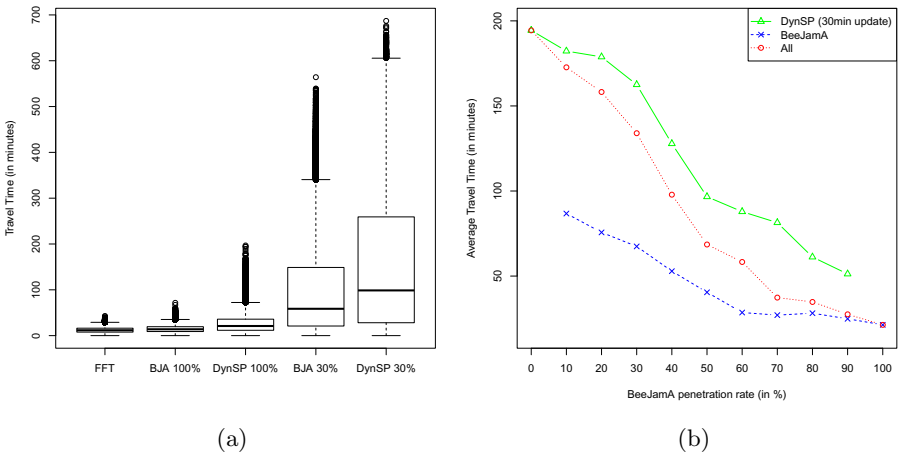 700
600
500
400
300
200
100
0
Travel Time (in minutes)
FFT
BJA 100%
DynSP 100%
BJA 30%
DynSP 30%
(a)
200
150
100
50
Average Travel Time (in minutes)
DynSP (30min update)
BeeJamA
All
0 10 20 30 40 50 60 70 80 90 100
BeeJamA penetration rate (in %)
(b)